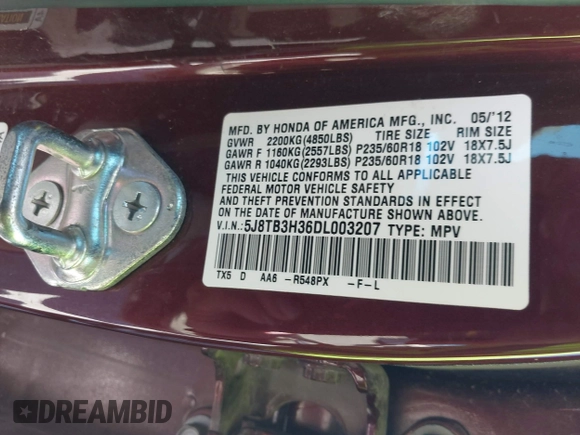 MFD. BY HONDA OF AMERICA MFG., INC. 05/'12
GVWR 2200KG(4850LBS) TIRE SIZE RIM SIZE
GAWR F 1160KG(2557LBS) P235/60R18 102V 18X7.5J
GAWR R 1040KG(2293LBS) P235/60R18 102V 18X7.5J
THIS VEHICLE CONFORMS TO ALL APPLICABLE
FEDERAL MOTOR VEHICLE SAFETY
AND THEFT PREVENTION STANDARDS IN EFFECT
ON THE DATE OF MANUFACTURE SHOWN ABOVE.
V.I.N.: 5J8TB3H36DL003207 TYPE: MPV
TX5 D AA6 -R548PX -F-L
DREAMBID